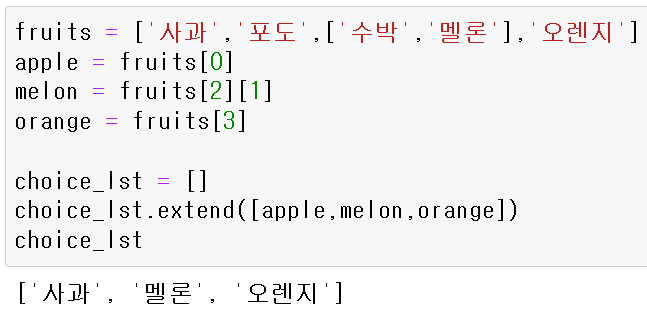 fruits = ['사과','포도',['수박','멜론'],'오렌지']
apple = fruits[0]
melon = fruits[2][1]
orange = fruits[3]
choice_lst = []
choice_lst.extend([apple,melon,orange])
choice_lst
['사과', '멜론', '오렌지']